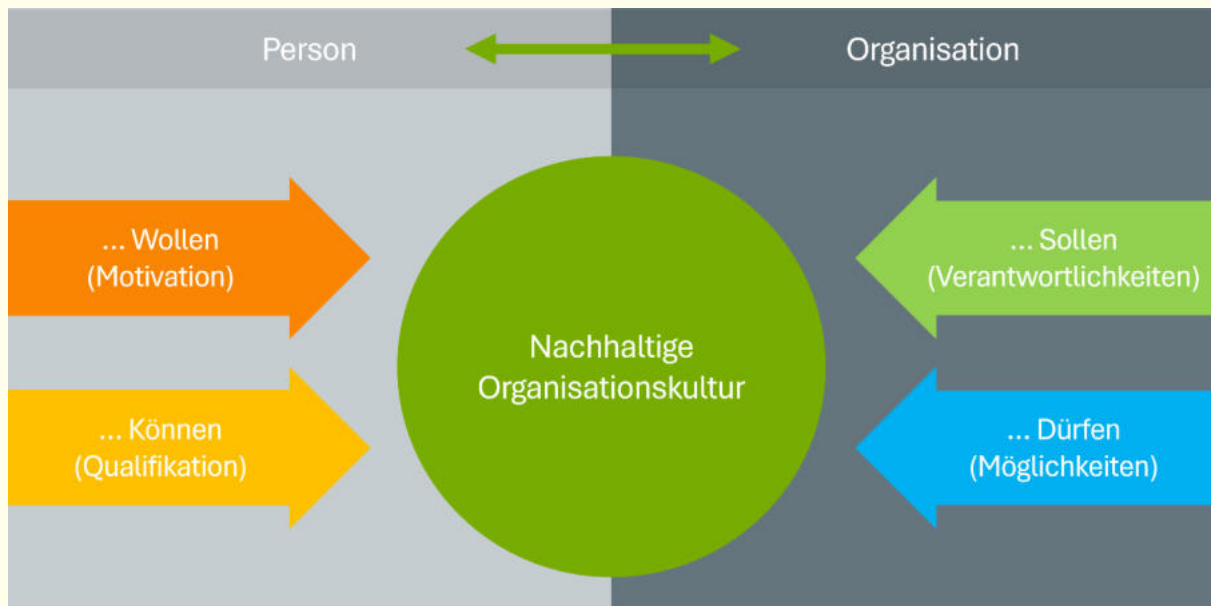 Person
Organisation
... Wollen
(Motivation)
... Sollen
(Verantwortlichkeiten)
Nachhaltige
Organisationskultur
... Können
(Qualifikation)
... Dürfen
(Möglichkeiten)